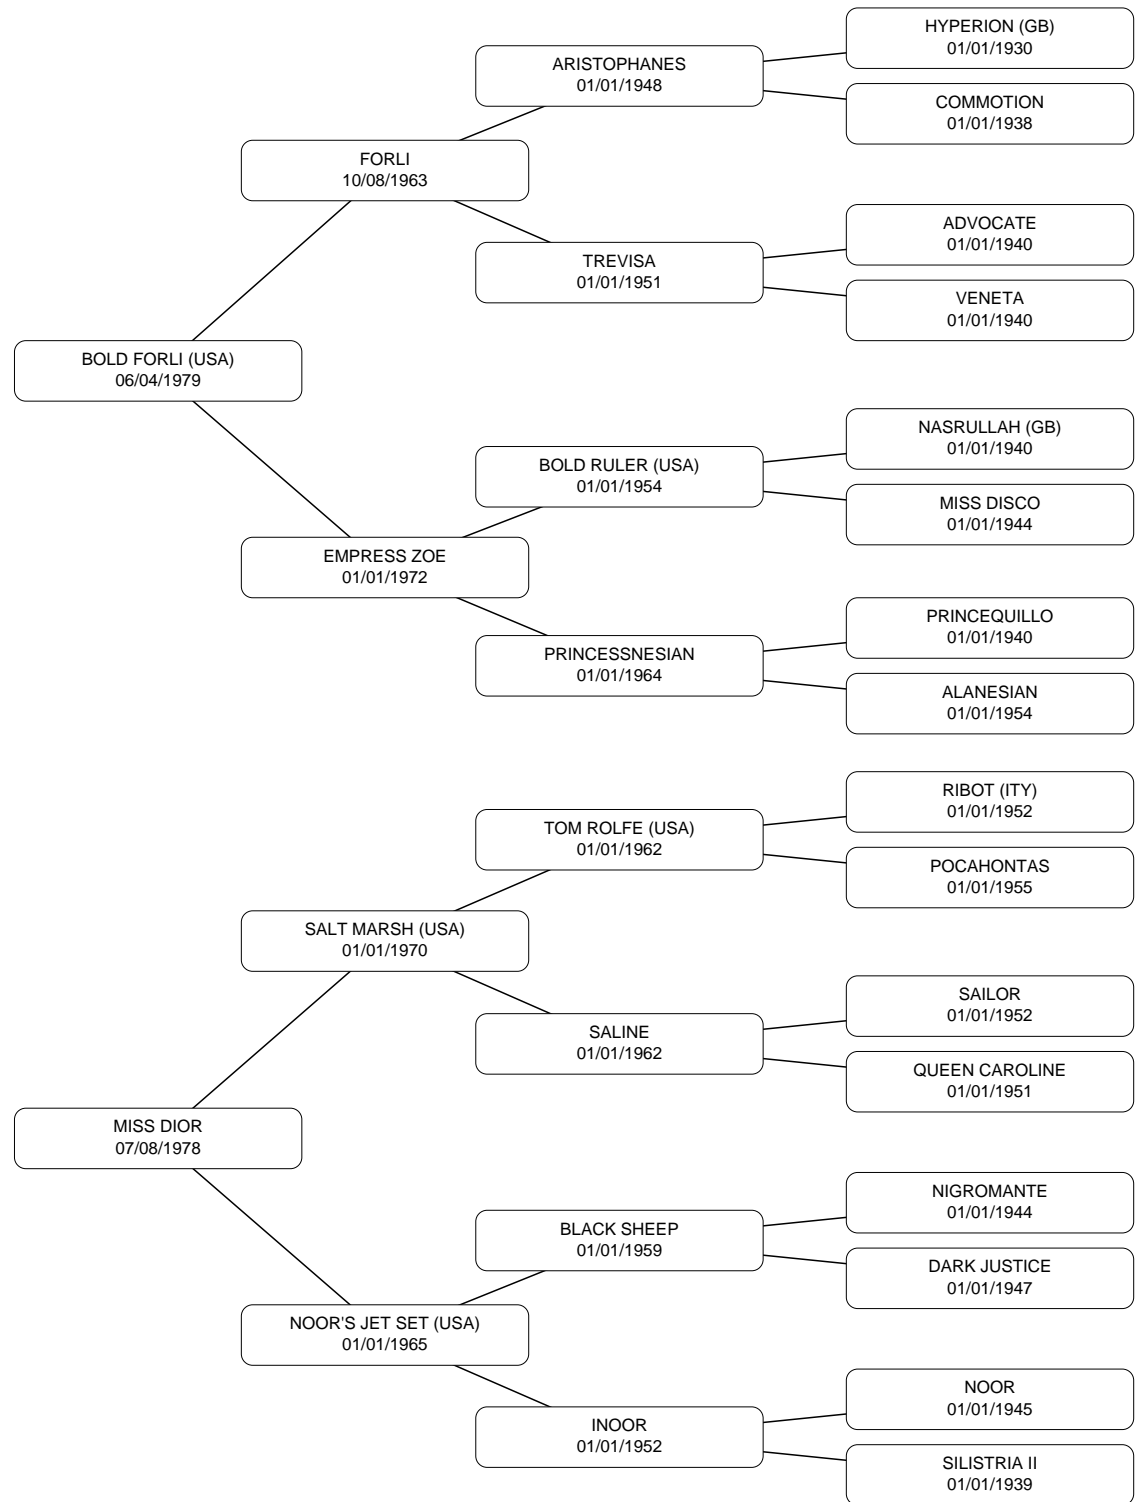 HYPERION (GB)
01/01/1930
ARISTOPHANES
01/01/1948
COMMOTION
01/01/1938
FORLI
10/08/1963
ADVOCATE
01/01/1940
TREVISA
01/01/1951
VENETA
01/01/1940
BOLD FORLI (USA)
06/04/1979
NASRULLAH (GB)
01/01/1940
BOLD RULER (USA)
01/01/1954
MISS DISCO
01/01/1944
EMPRESS ZOE
01/01/1972
PRINCEQUILLO
01/01/1940
PRINCESSNESIAN
01/01/1964
ALANESIAN
01/01/1954
RIBOT (ITY)
01/01/1952
TOM ROLFE (USA)
01/01/1962
POCAHONTAS
01/01/1955
SALT MARSH (USA)
01/01/1970
SAILOR
01/01/1952
SALINE
01/01/1962
QUEEN CAROLINE
01/01/1951
MISS DIOR
07/08/1978
NIGROMANTE
01/01/1944
BLACK SHEEP
01/01/1959
DARK JUSTICE
01/01/1947
NOOR'S JET SET (USA)
01/01/1965
NOOR
01/01/1945
INOOR
01/01/1952
SILISTRIA II
01/01/1939